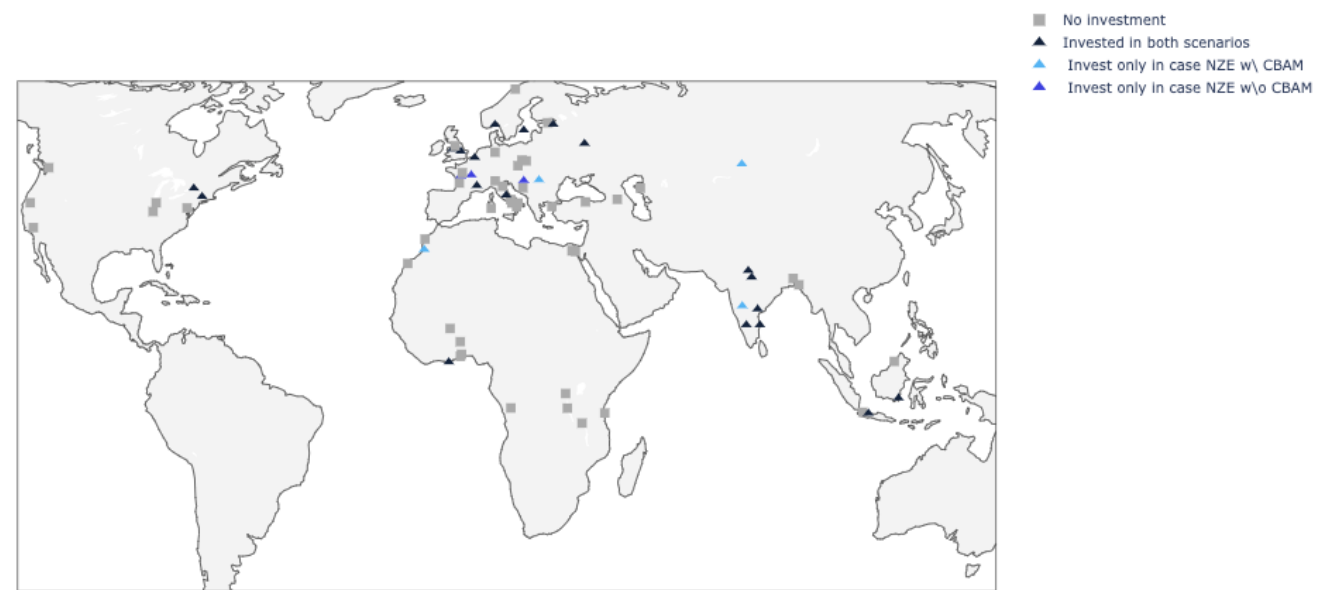 No investment
Invested in both scenarios
Invest only in case NZE w\ CBAM
Invest only in case NZE w\o CBAM